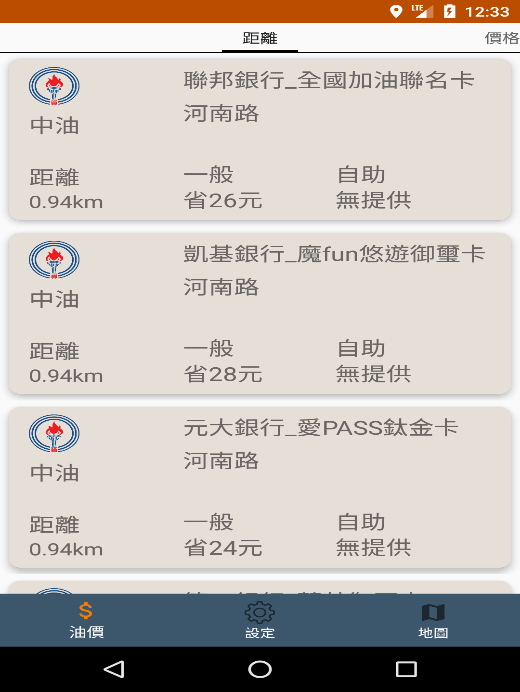 LTE 12:33
距離 價格
聯邦銀行_全國加油聯名卡
河南路
中油
距離 一般 自助
0.94km 省26元 無提供
凱基銀行_魔fun悠遊御璽卡
河南路
中油
距離 一般 自助
0.94km 省28元 無提供
元大銀行_愛PASS鈦金卡
河南路
中油
距離 一般 自助
0.94km 省24元 無提供
油價 設定 地圖